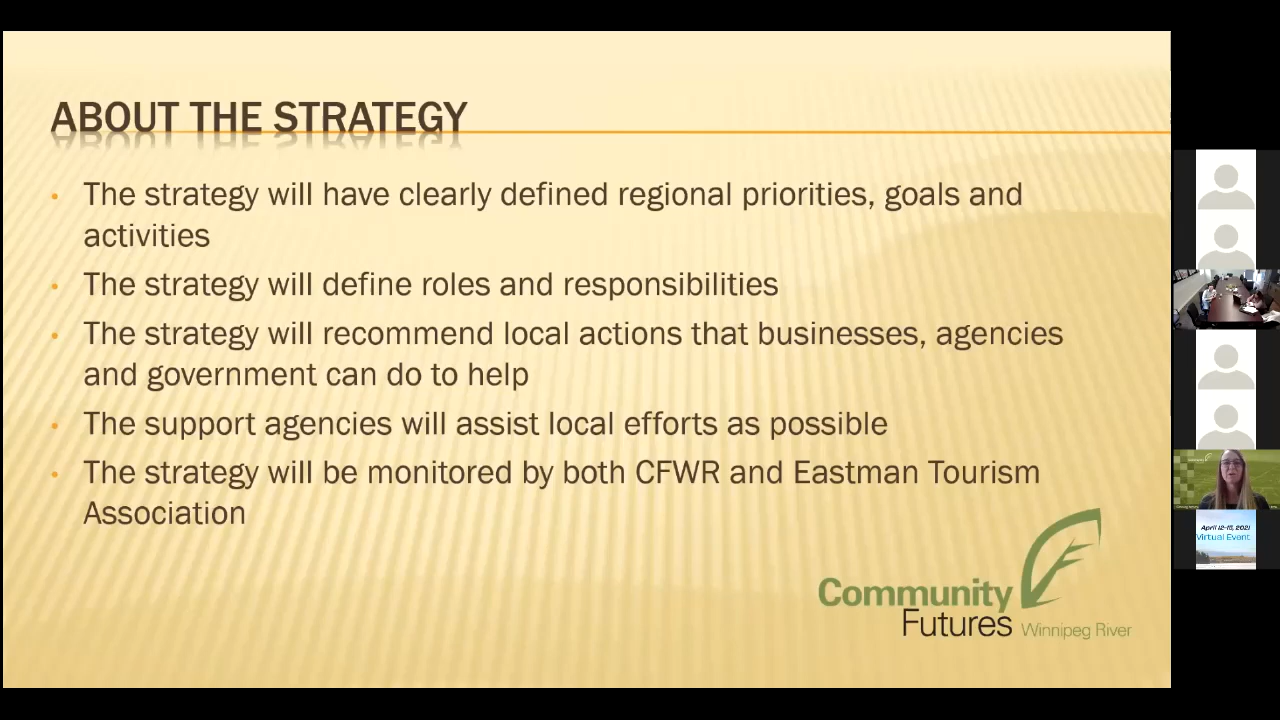 ABOUT THE STRATEGY
• The strategy will have clearly defined regional priorities, goals and
activities
• The strategy will define roles and responsibilities
• The strategy will recommend local actions that businesses, agencies
and government can do to help
• The support agencies will assist local efforts as possible
• The strategy will be monitored by both CFWR and Eastman Tourism
Association
Community
Futures Winnipeg River
April 12-15, 2021
Virtual Event